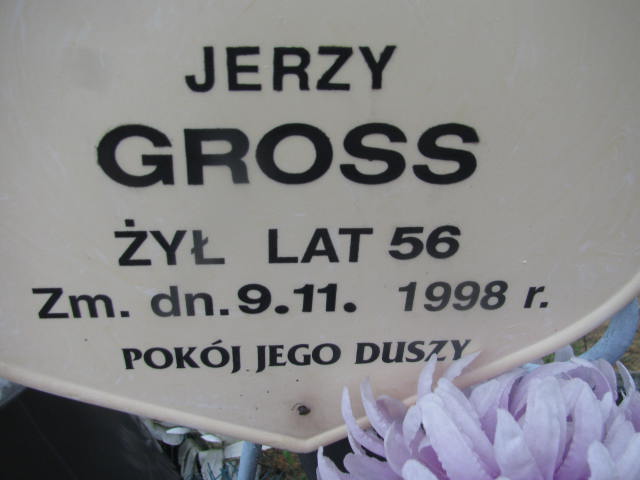 JERZY
GROSS
ŻYŁ LAT 56
Zm. dn. 9.11. 1998 r.
POKÓJ JEGO DUSZY